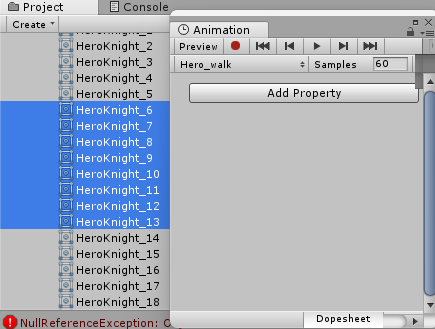 Project
Console
Create
HeroKnight_2
HeroKnight_3
HeroKnight_4
HeroKnight_5
HeroKnight_6
HeroKnight_7
HeroKnight_8
HeroKnight_9
HeroKnight_10
HeroKnight_11
HeroKnight_12
HeroKnight_13
HeroKnight_14
HeroKnight_15
HeroKnight_16
HeroKnight_17
HeroKnight_18
NullReferenceException:
Animation
Preview
Hero_walk
Samples 60
Add Property
Dopesheet